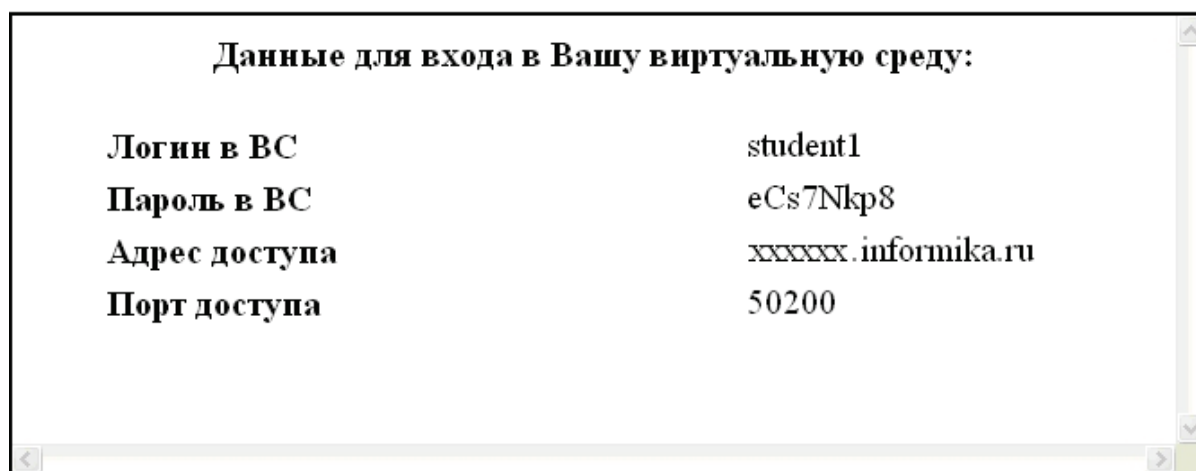 Данные для входа в Вашу виртуальную среду:
Логин в ВС student1
Пароль в ВС eCs7Nkp8
Адрес доступа xxxxxx.informika.ru
Порт доступа 50200